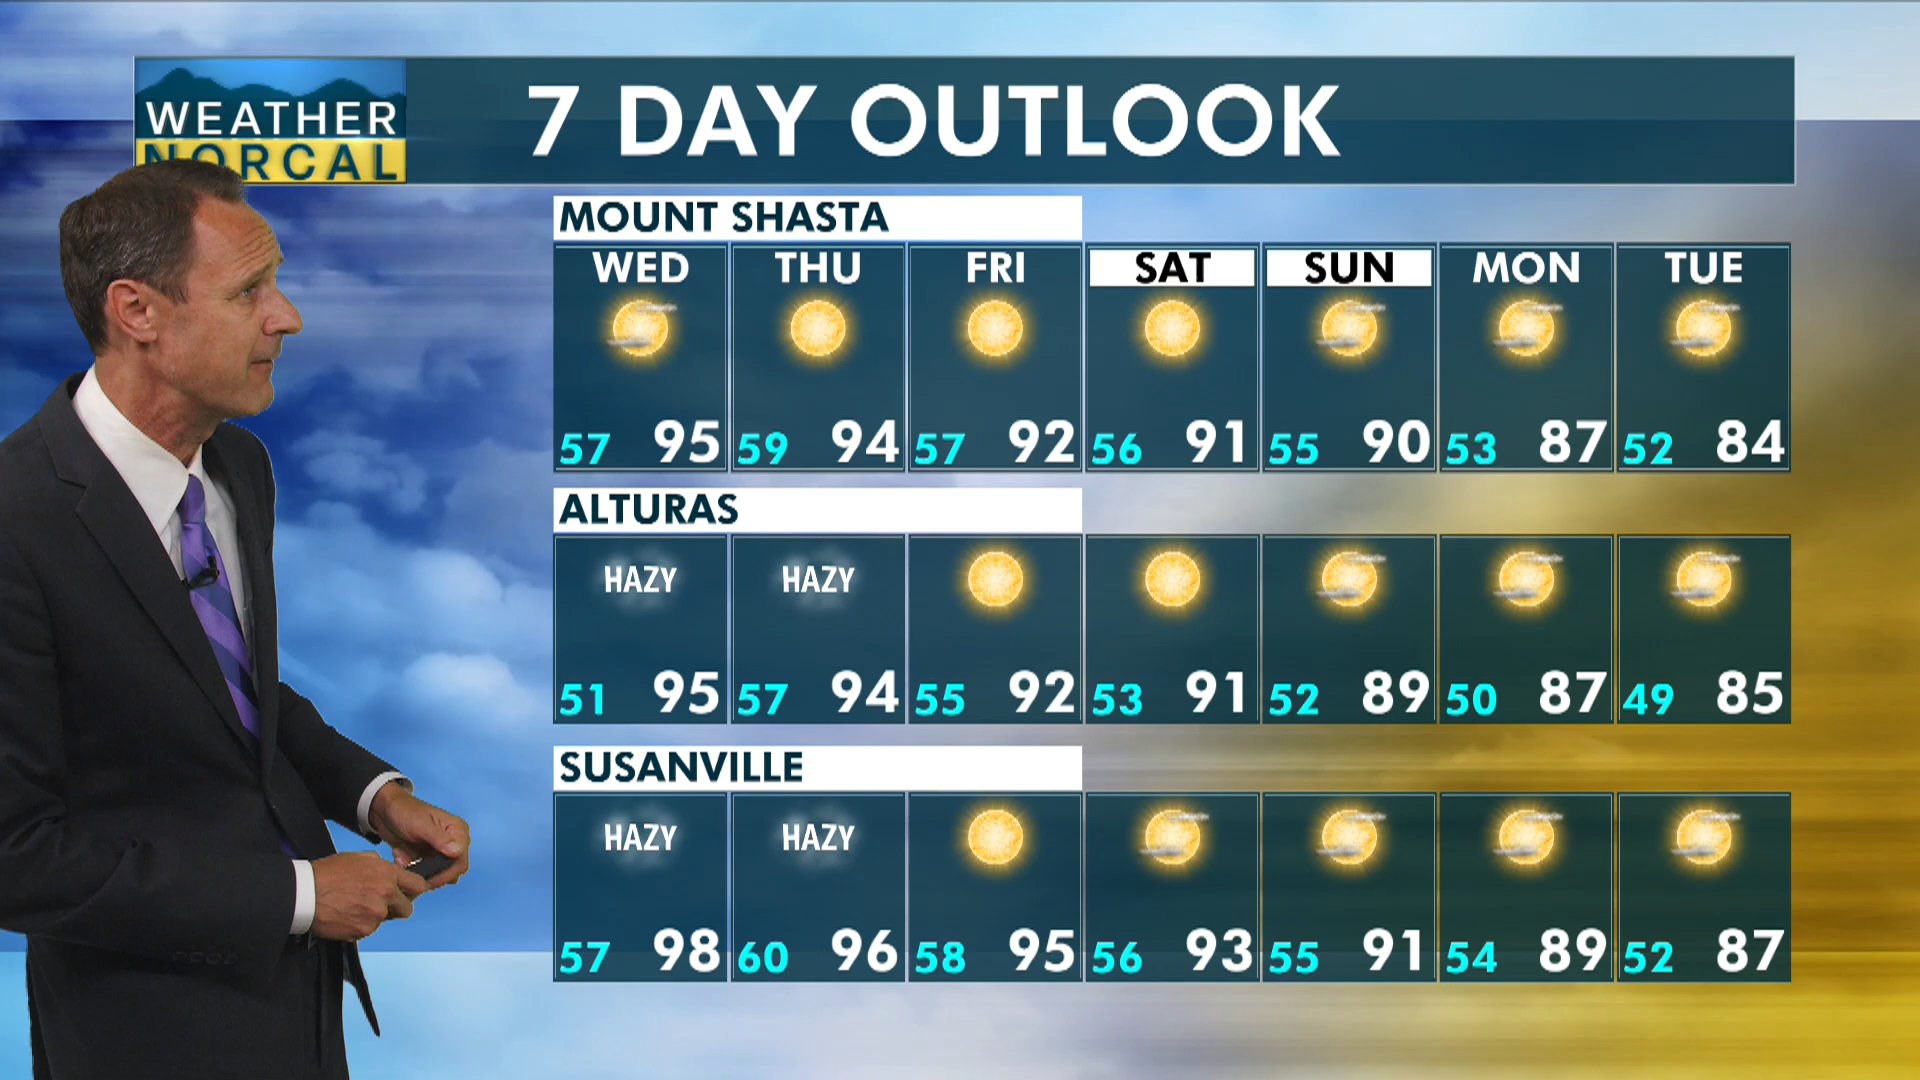 WEATHER
NORCAL
7 DAY OUTLOOK
MOUNT SHASTA
WED THU FRI SAT SUN MON TUE
57 95 59 94 57 92 56 91 55 90 53 87 52 84
ALTURAS
HAZY HAZY
51 95 57 94 55 92 53 91 52 89 50 87 49 85
SUSANVILLE
HAZY HAZY
57 98 60 96 58 95 56 93 55 91 54 89 52 87